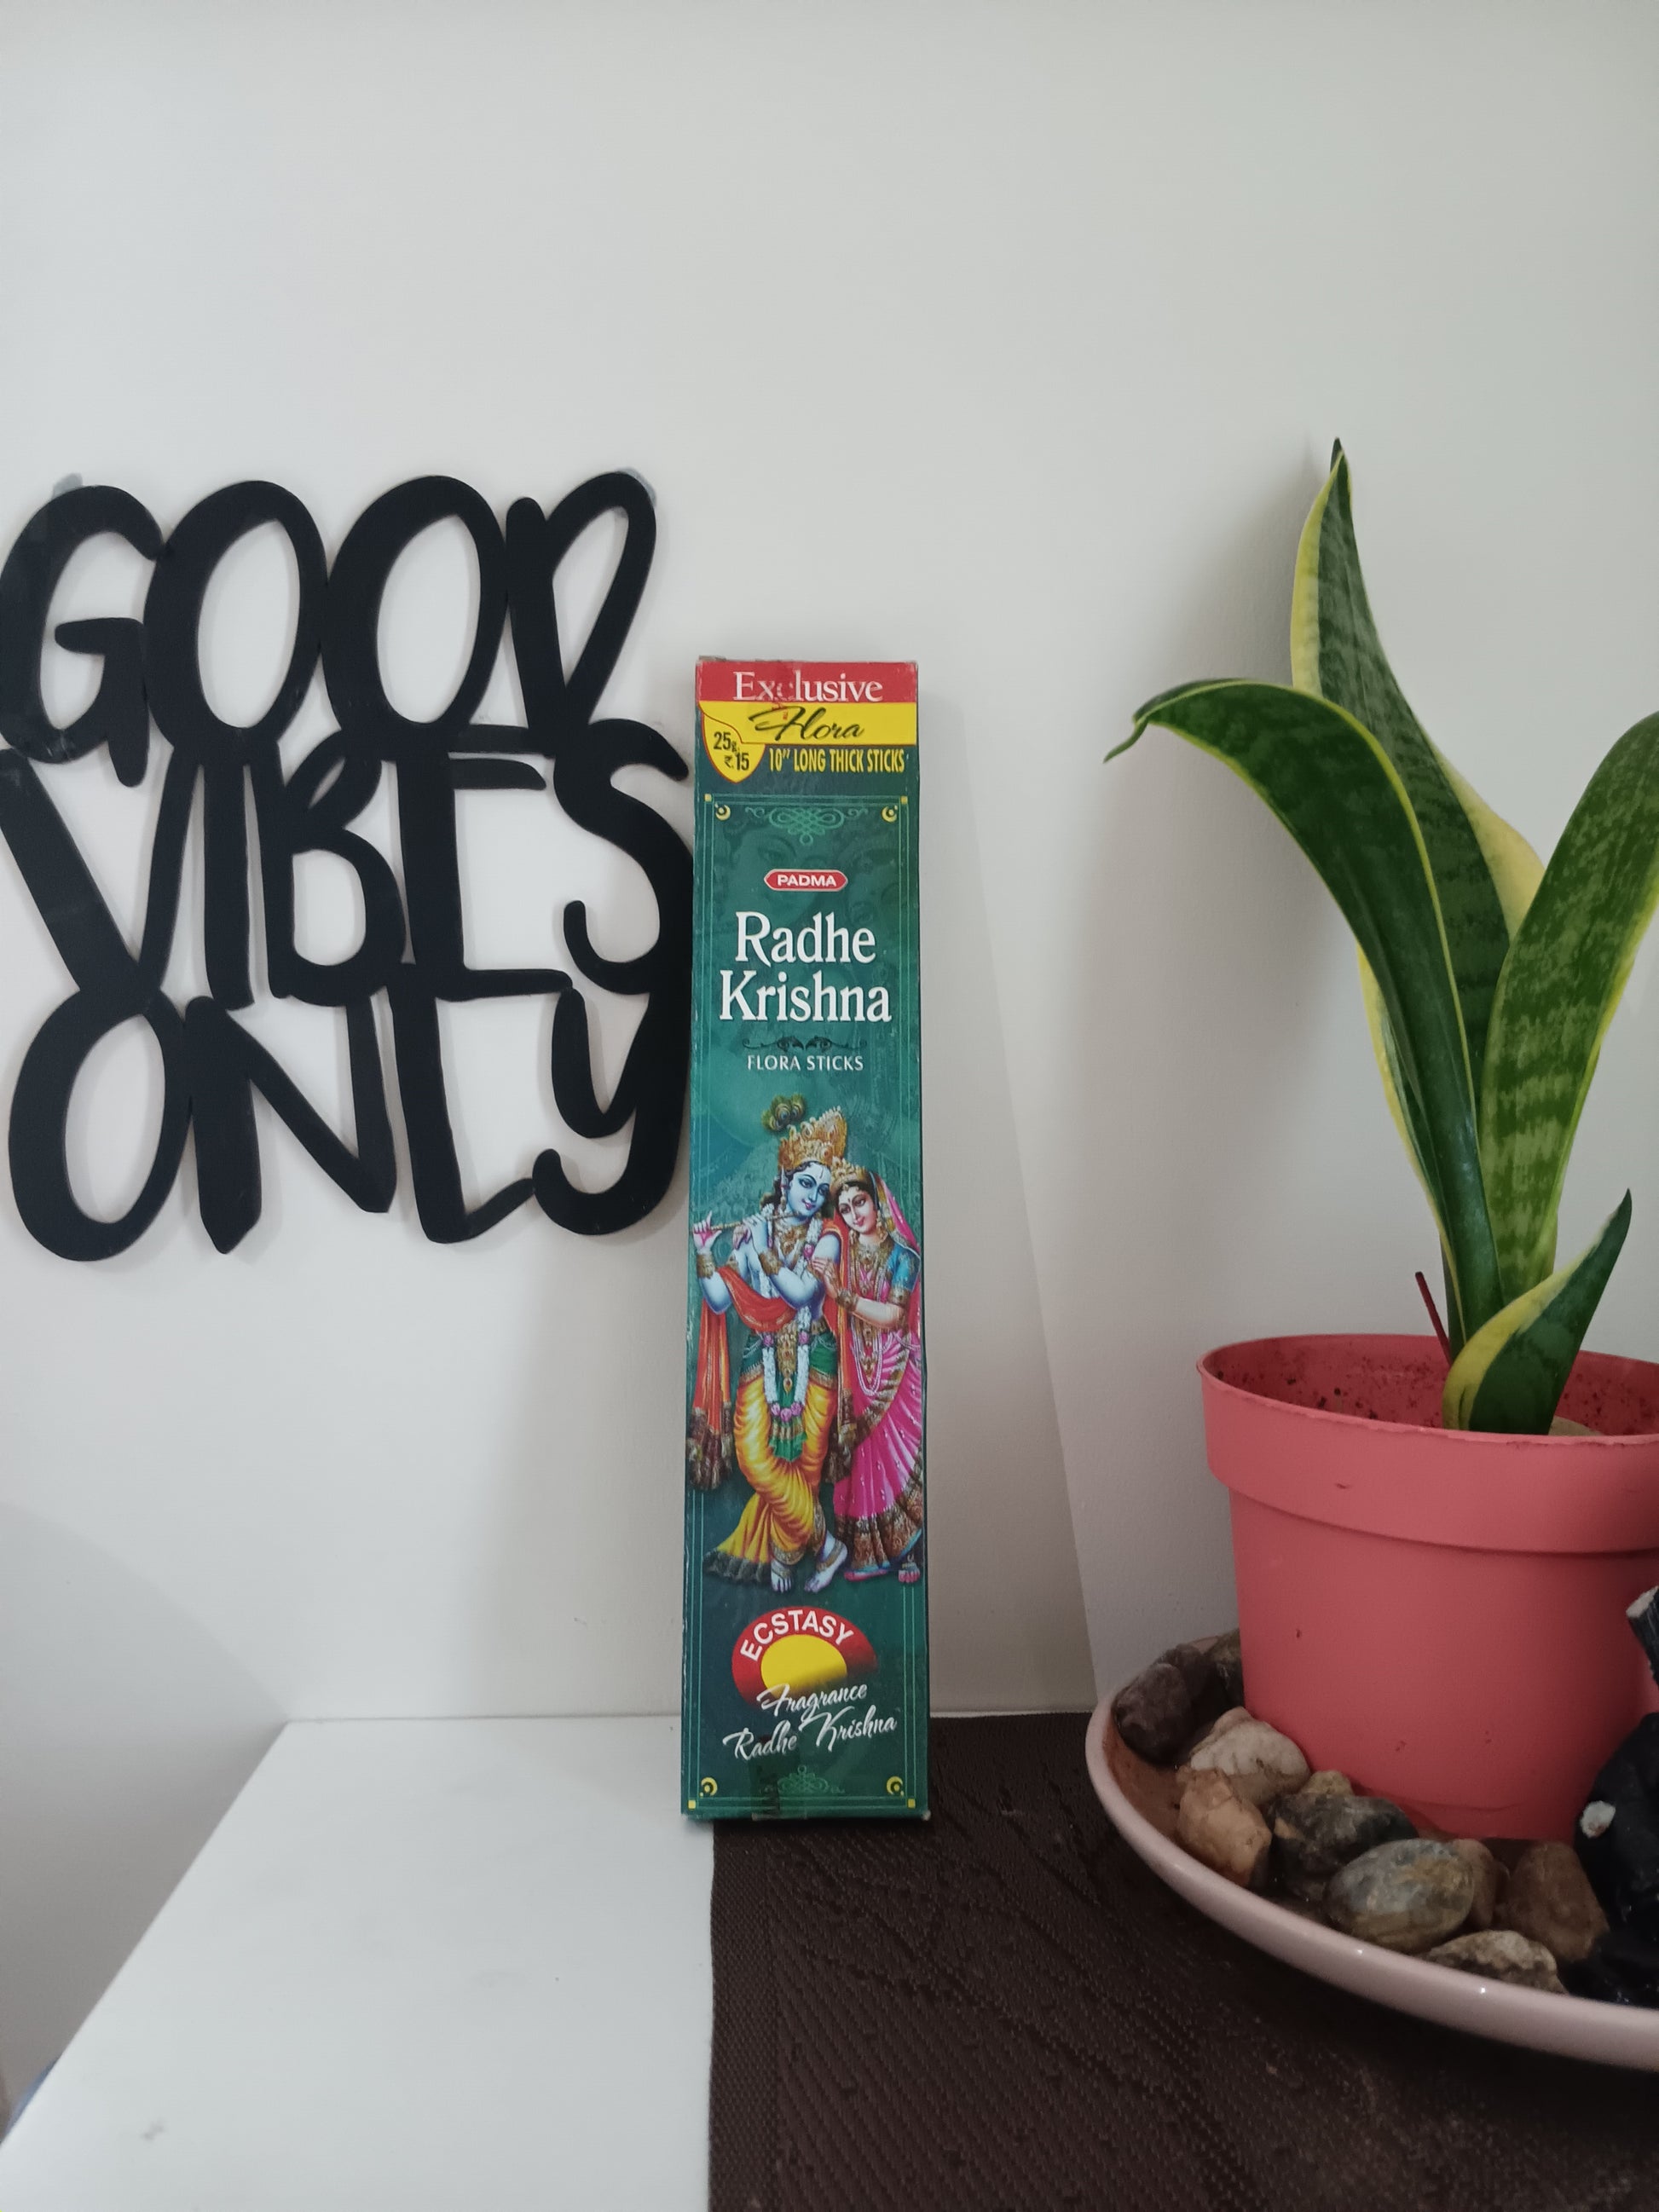 GOOD
VIBES
ONLY
Exclusive
Flora
25g.
₹15
10" LONG THICK STICKS
PADMA
Radhe
Krishna
FLORA STICKS
ECSTASY
Fragrance
Radhe Krishna